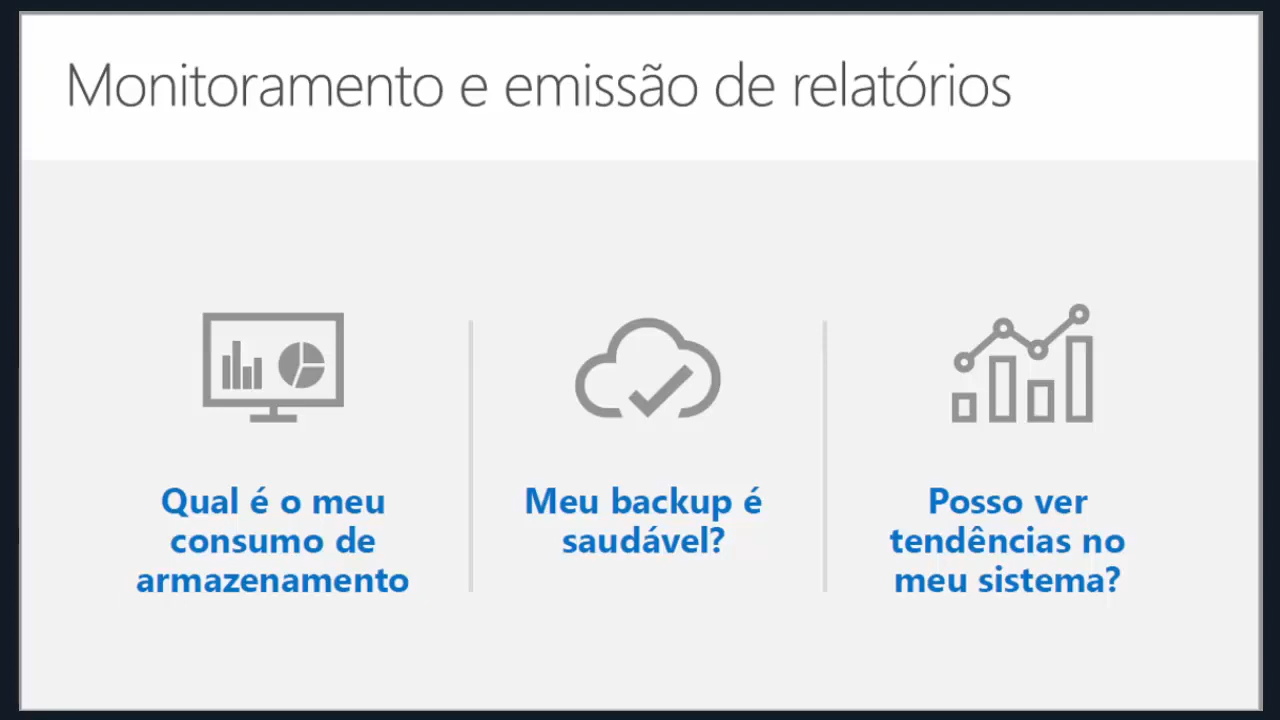 Monitoramento e emissão de relatórios
Qual é o meu
consumo de
armazenamento
Meu backup é
saudável?
Posso ver
tendências no
meu sistema?